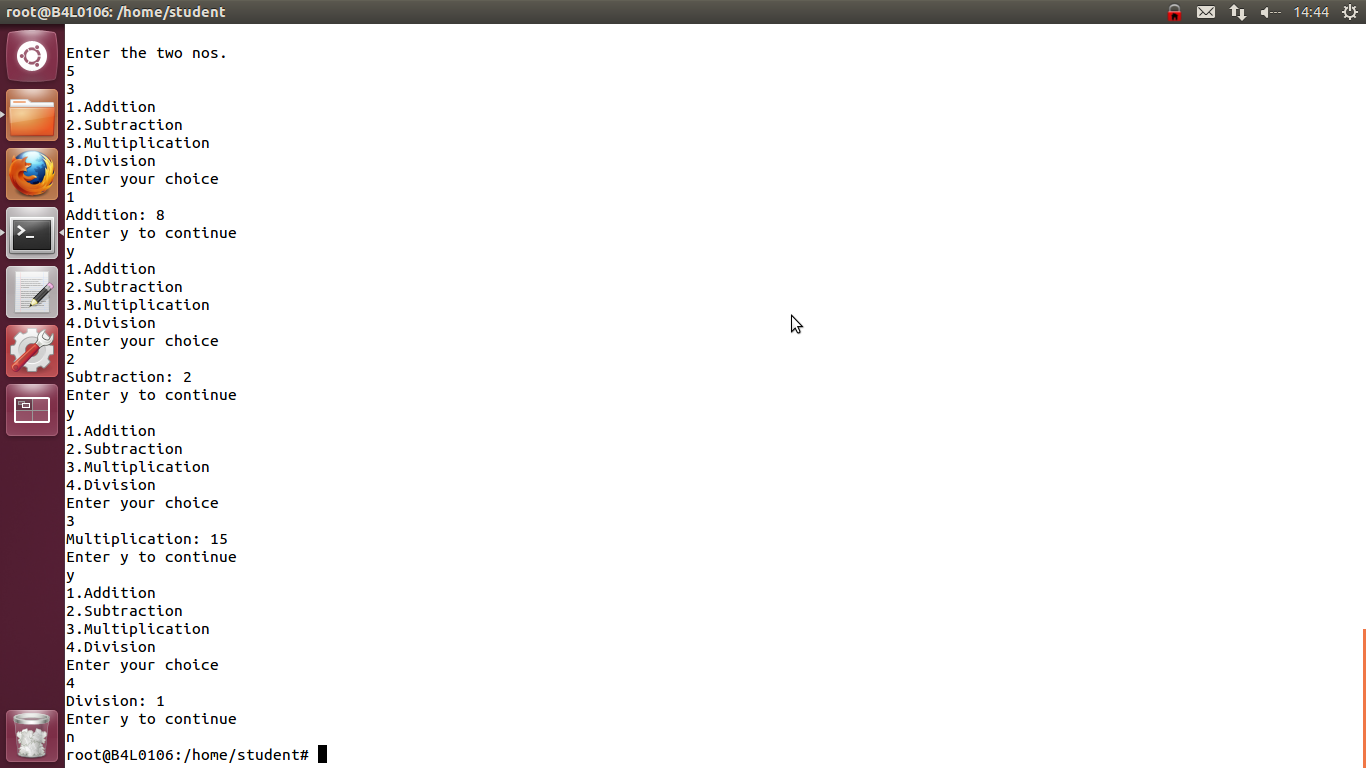 root@B4L0106: /home/student
14:44
Enter the two nos.
5
3
1.Addition
2.Subtraction
3.Multiplication
4.Division
Enter your choice
1
Addition: 8
Enter y to continue
y
1.Addition
2.Subtraction
3.Multiplication
4.Division
Enter your choice
2
Subtraction: 2
Enter y to continue
y
1.Addition
2.Subtraction
3.Multiplication
4.Division
Enter your choice
3
Multiplication: 15
Enter y to continue
y
1.Addition
2.Subtraction
3.Multiplication
4.Division
Enter your choice
4
Division: 1
Enter y to continue
n
root@B4L0106:/home/student#